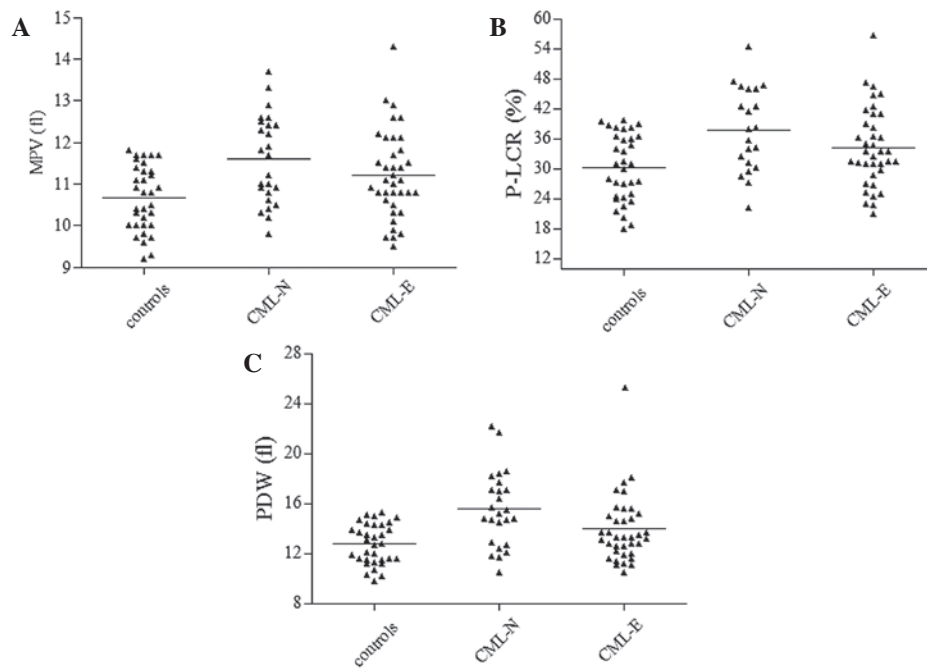 A
MPV (fl)
15
14
13
12
11
10
9
controls
CML-N
CML-E
B
P-LCR (%)
60
54
48
42
36
30
24
18
12
controls
CML-N
CML-E
C
PDW (fl)
28
24
20
16
12
8
controls
CML-N
CML-E